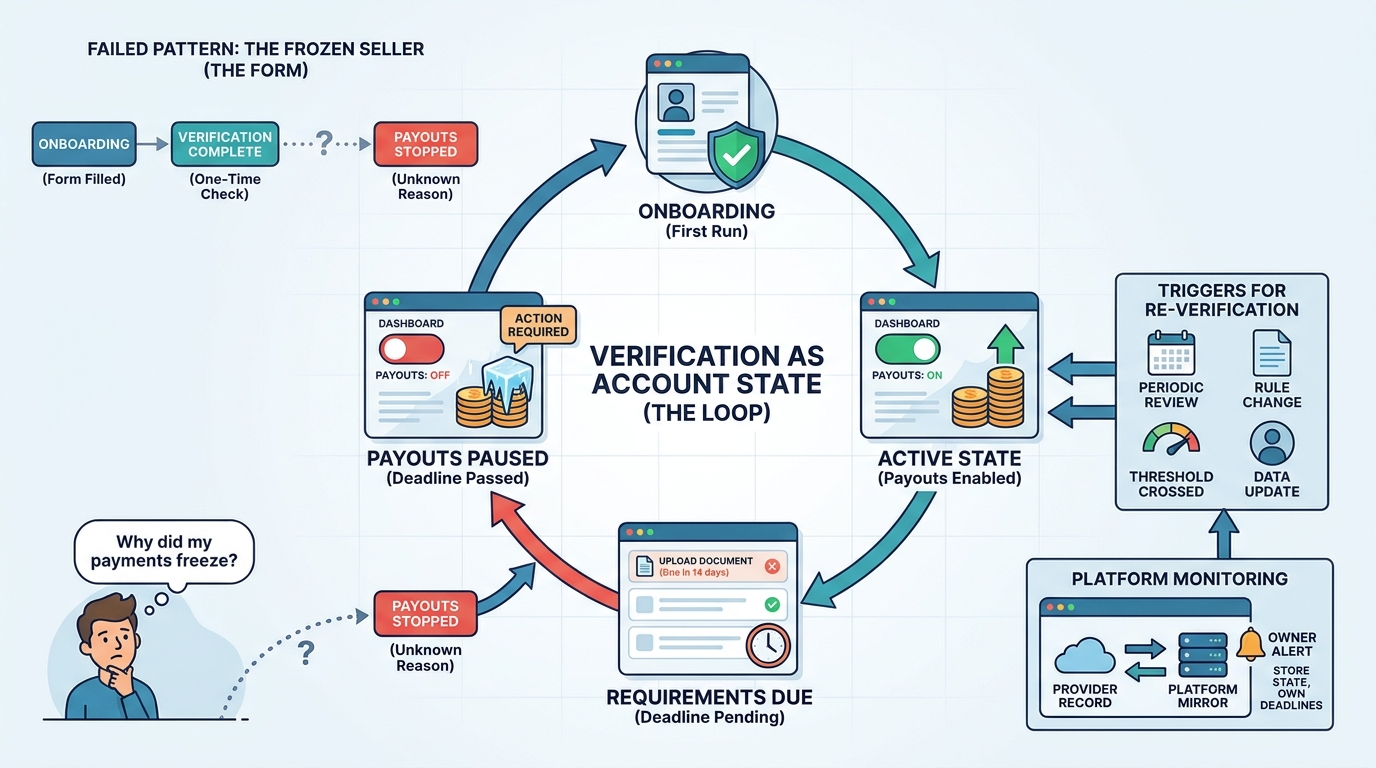 FAILED PATTERN: THE FROZEN SELLER
(THE FORM)
ONBOARDING
(Form Filled)
VERIFICATION
COMPLETE
(One-Time
Check)
?
PAYOUTS
STOPPED
(Unknown
Reason)
ONBOARDING
(First Run)
DASHBOARD
ACTION
REQUIRED
PAYOUTS: OFF
PAYOUTS PAUSED
(Deadline Passed)
VERIFICATION AS
ACCOUNT STATE
(THE LOOP)
DASHBOARD
PAYOUTS: ON
ACTIVE STATE
(Payouts Enabled)
TRIGGERS FOR
RE-VERIFICATION
PERIODIC
REVIEW
RULE
CHANGE
THRESHOLD
CROSSED
DATA
UPDATE
Why did my
payments freeze?
?
PAYOUTS
STOPPED
(Unknown
Reason)
UPLOAD DOCUMENT
(Bne In 14 days)
REQUIREMENTS DUE
(Deadline Pending)
PLATFORM MONITORING
PROVIDER
RECORD
PLATFORM
MIRROR
OWNER
ALERT
STORE
STATE,
OWN
DEADLINES